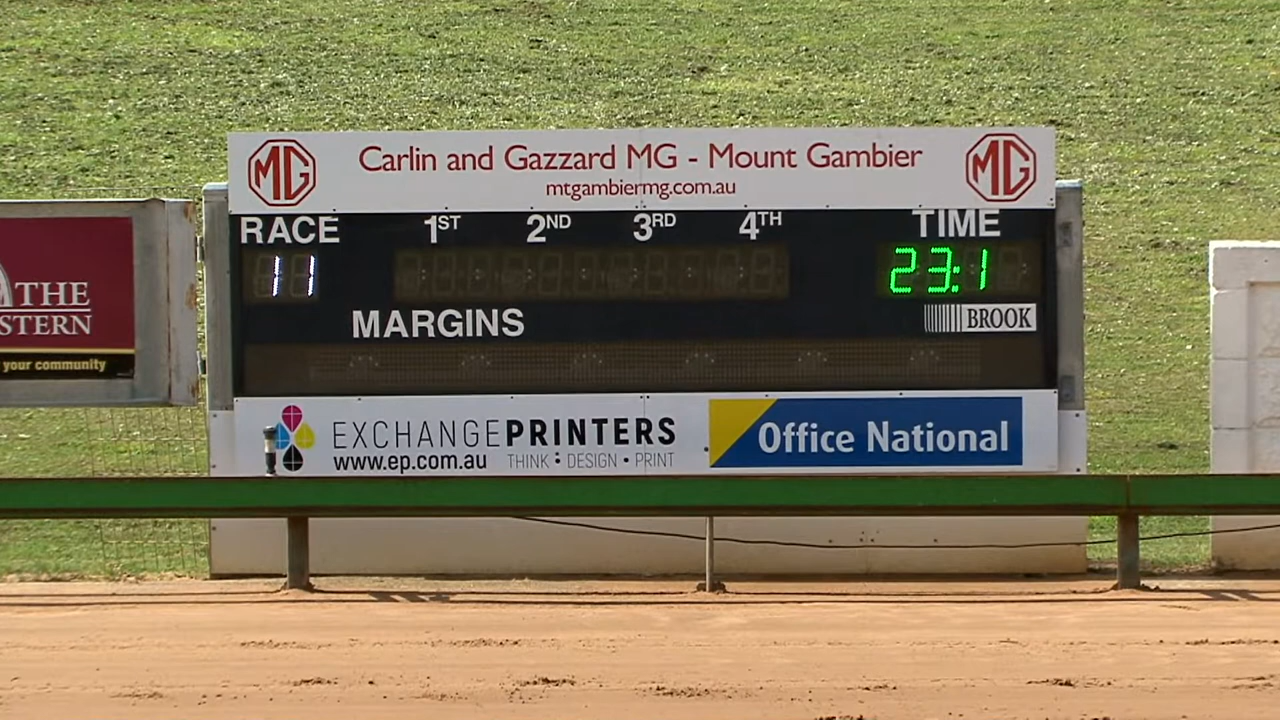 MG Carlin and Gazzard MG - Mount Gambier MG
mtgambiermg.com.au
RACE 1ST 2ND 3RD 4TH TIME
11 23:1
MARGINS BROOK
THE
STERN
your community
EXCHANGEPRINTERS
www.ep.com.au THINK : DESIGN • PRINT
Office National